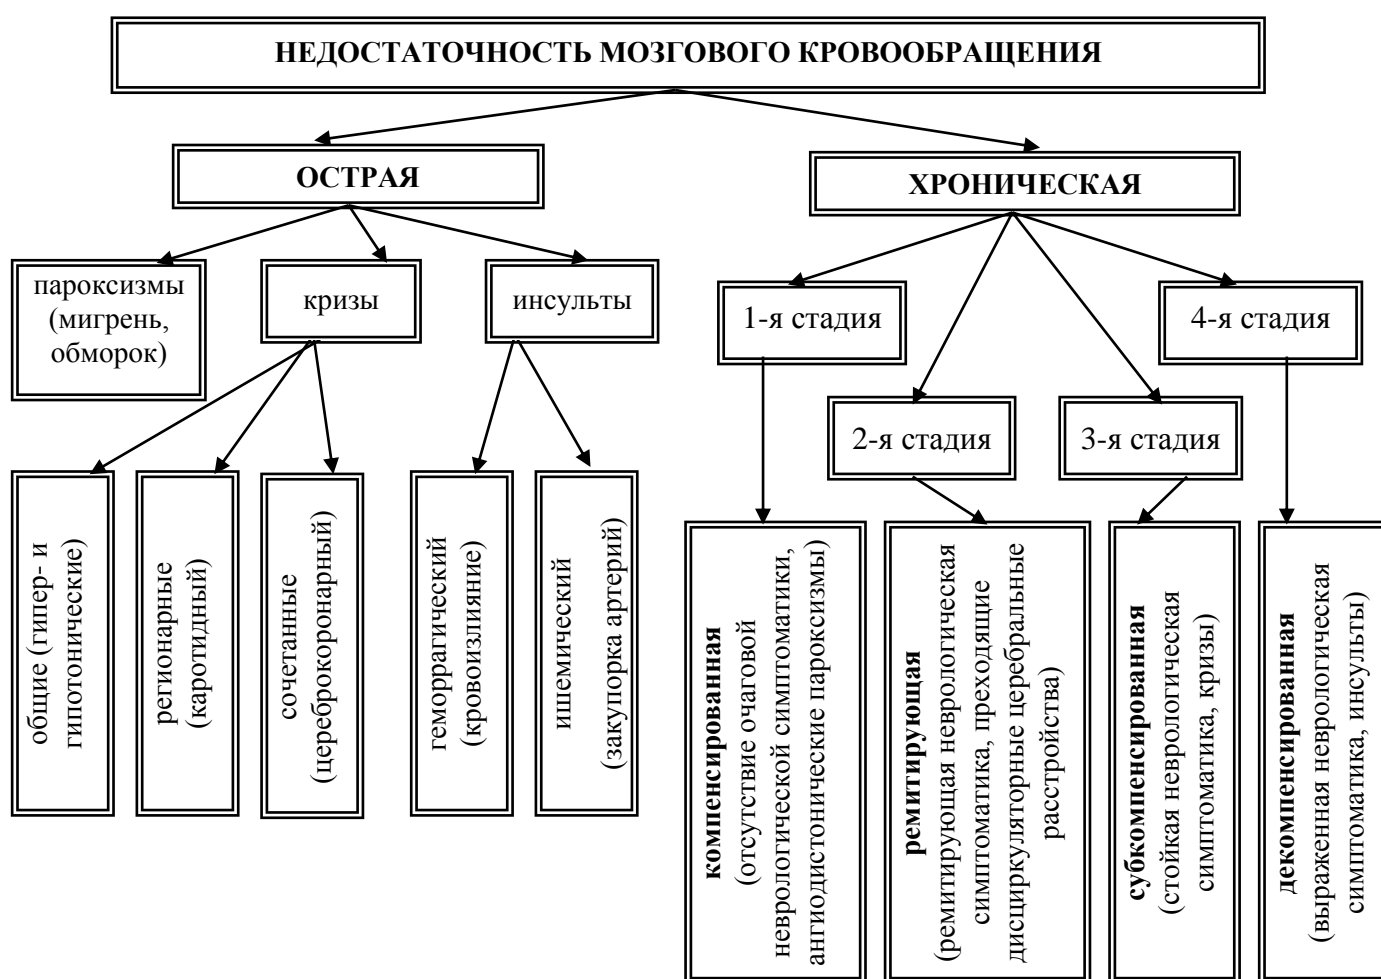 НЕДОСТАТОЧНОСТЬ МОЗГОВОГО КРОВООБРАЩЕНИЯ
ОСТРАЯ
ХРОНИЧЕСКАЯ
пароксизмы
(мигрень,
обморок)
кризы
инсульты
1-я стадия
4-я стадия
2-я стадия
3-я стадия
общие (гипер- и
гипотонические)
регионарные
(каротидный)
сочетанные
(церебкоронарный)
геморрагический
(кровоизлияние)
ишемический
(закупорка артерий)
компенсированная
(отсутствие очаговой
неврологической симптоматики,
ангиодистонические пароксизмы)
ремитирующая
(ремитирующая неврологическая
симптоматика, преходящие
дисциркуляторные церебральные
расстройства)
субкомпенсированная
(стойкая неврологическая
симптоматика, кризы)
декомпенсированная
(выраженная неврологическая
симптоматика, инсульты)